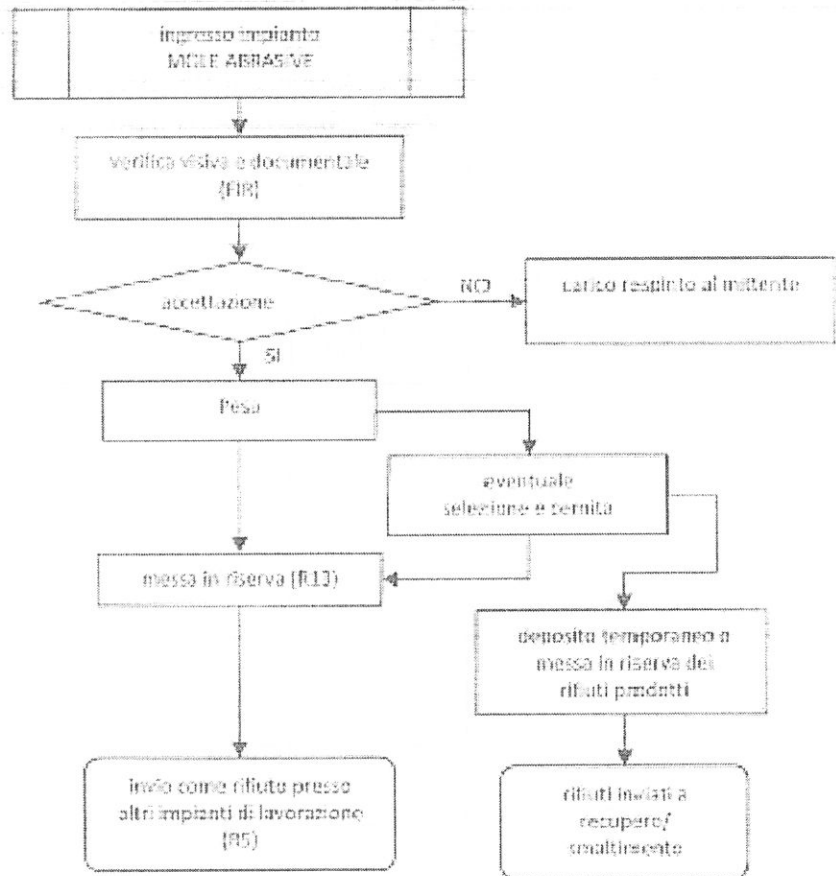 ingresso impianto
MOLE ABRASIVE
verifica visiva e documentale
(FIR)
accettazione
NO
carico respinto al mittente
SI
Pesa
eventuale
selezione e cernita
messa in riserva (R13)
deposito temporaneo o
messa in riserva dei
rifiuti prodotti
invio come rifiuto presso
altri impianti di lavorazione
(R5)
rifiuti inviati a
recupero/
smaltimento